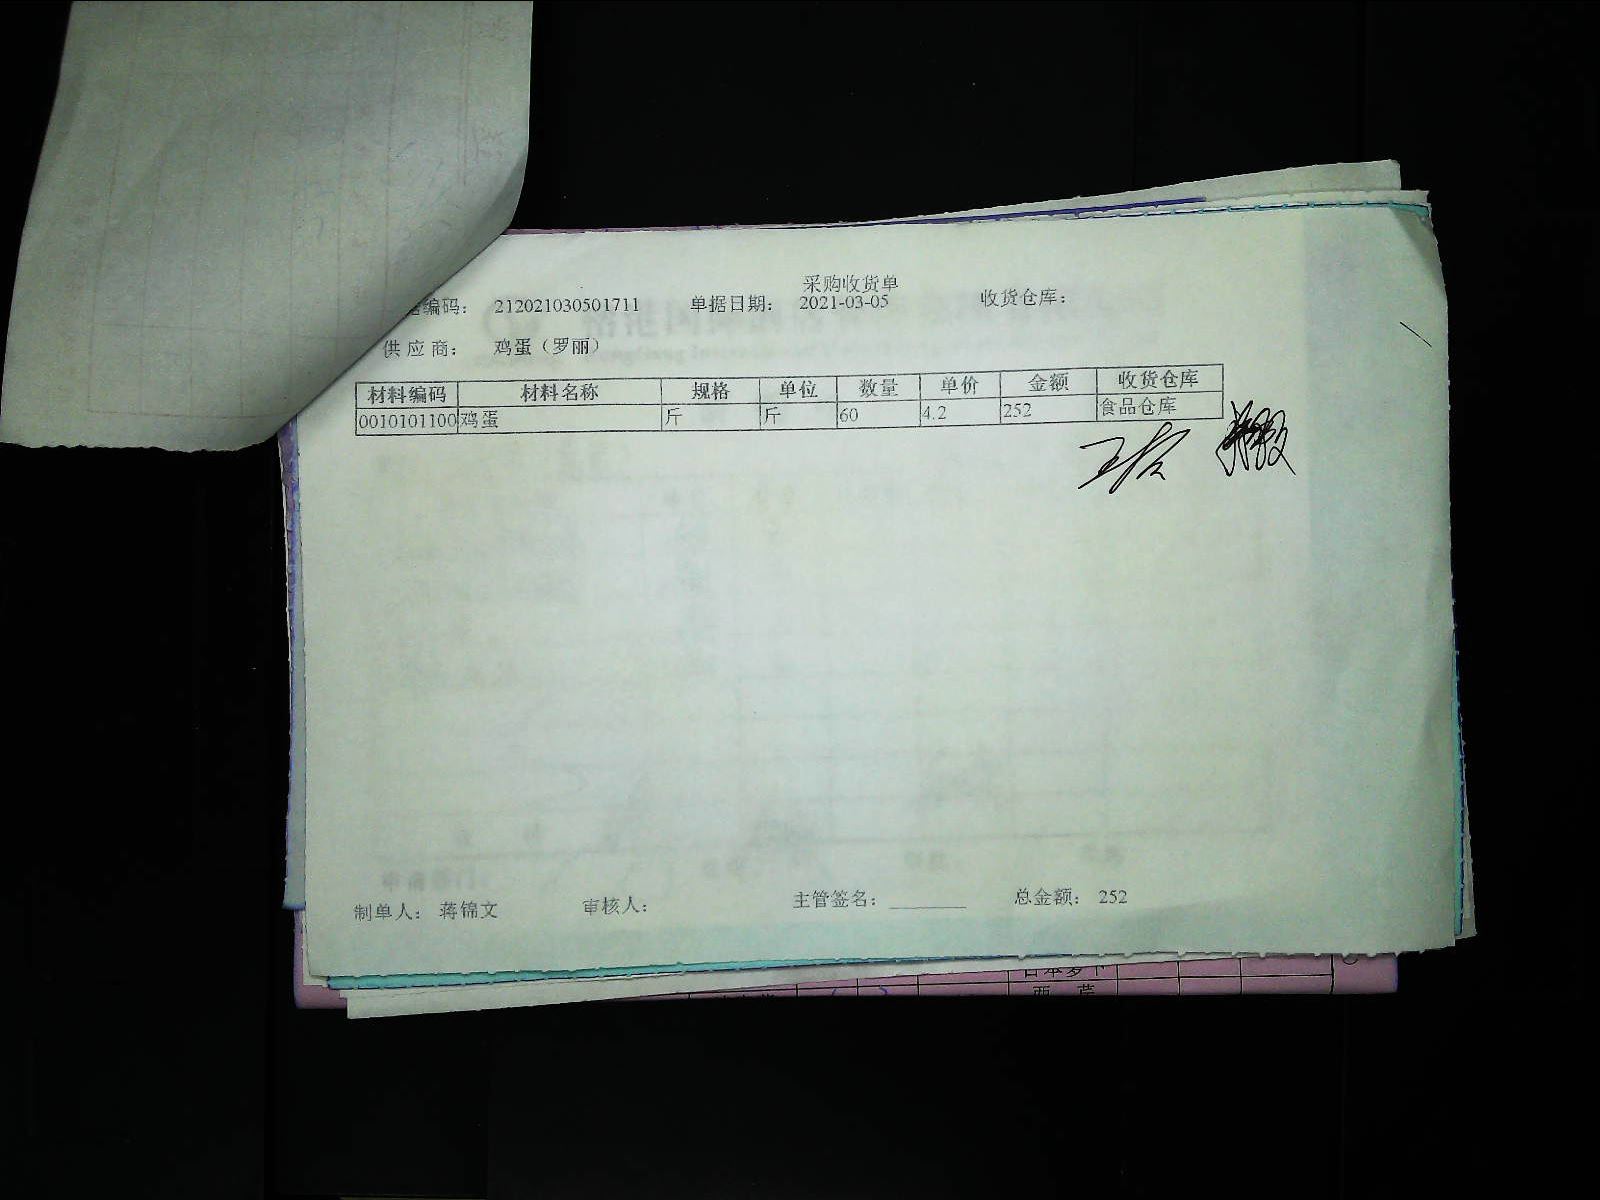 采购收货单
编码： 212021030501711 单据日期： 2021-03-05 收货仓库：
供应商： 鸡蛋（罗丽）
材料编码 材料名称 规格 单位 数量 单价 金额 收货仓库
0010101100 鸡蛋 斤 斤 60 4.2 252 食品仓库
制单人： 蒋锦文 审核人： 主管签名： 总金额： 252